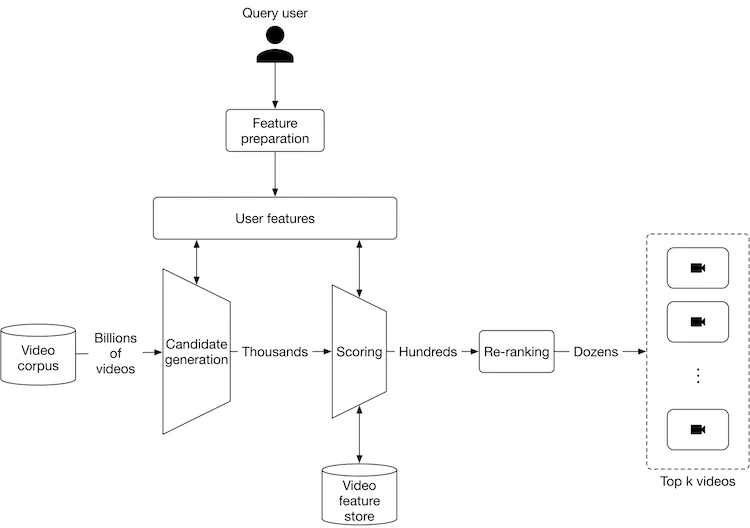 Query user
Feature
preparation
User features
Video
corpus
Billions
of
videos
Candidate
generation
Thousands
Scoring
Hundreds
Re-ranking
Dozens
Top k videos
Video
feature
store